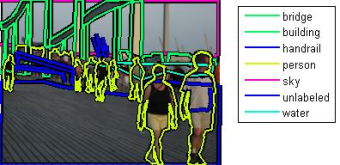 bridge
building
handrail
person
sky
unlabeled
water